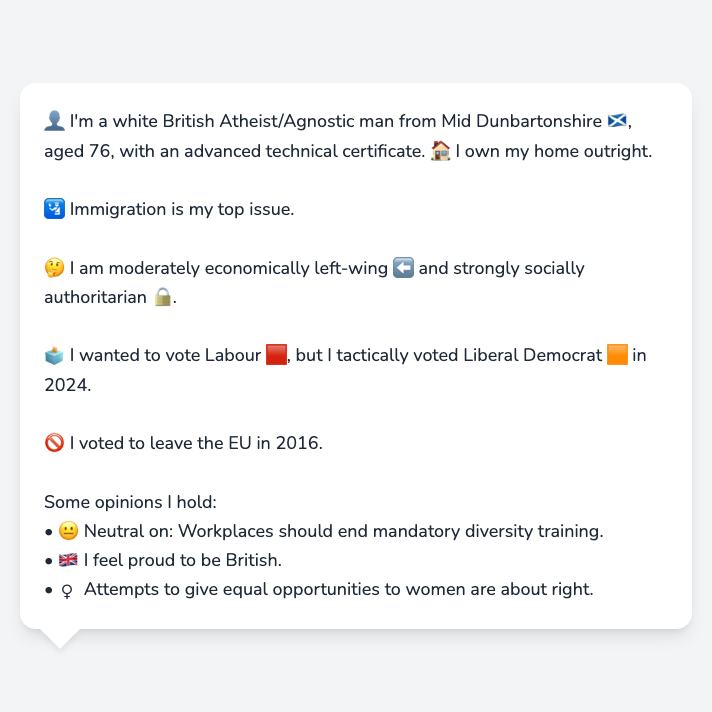 👤 I'm a white British Atheist/Agnostic man from Mid Dunbartonshire 🏴󠁧󠁢󠁳󠁣󠁴󠁿,
aged 76, with an advanced technical certificate. 🏠 I own my home outright.
🛂 Immigration is my top issue.
🤔 I am moderately economically left-wing ⬅️ and strongly socially
authoritarian 🔒.
🗳️ I wanted to vote Labour 🟥, but I tactically voted Liberal Democrat 🟧 in
2024.
🚫 I voted to leave the EU in 2016.
Some opinions I hold:
• 😐 Neutral on: Workplaces should end mandatory diversity training.
• 🇬🇧 I feel proud to be British.
• ♀ Attempts to give equal opportunities to women are about right.